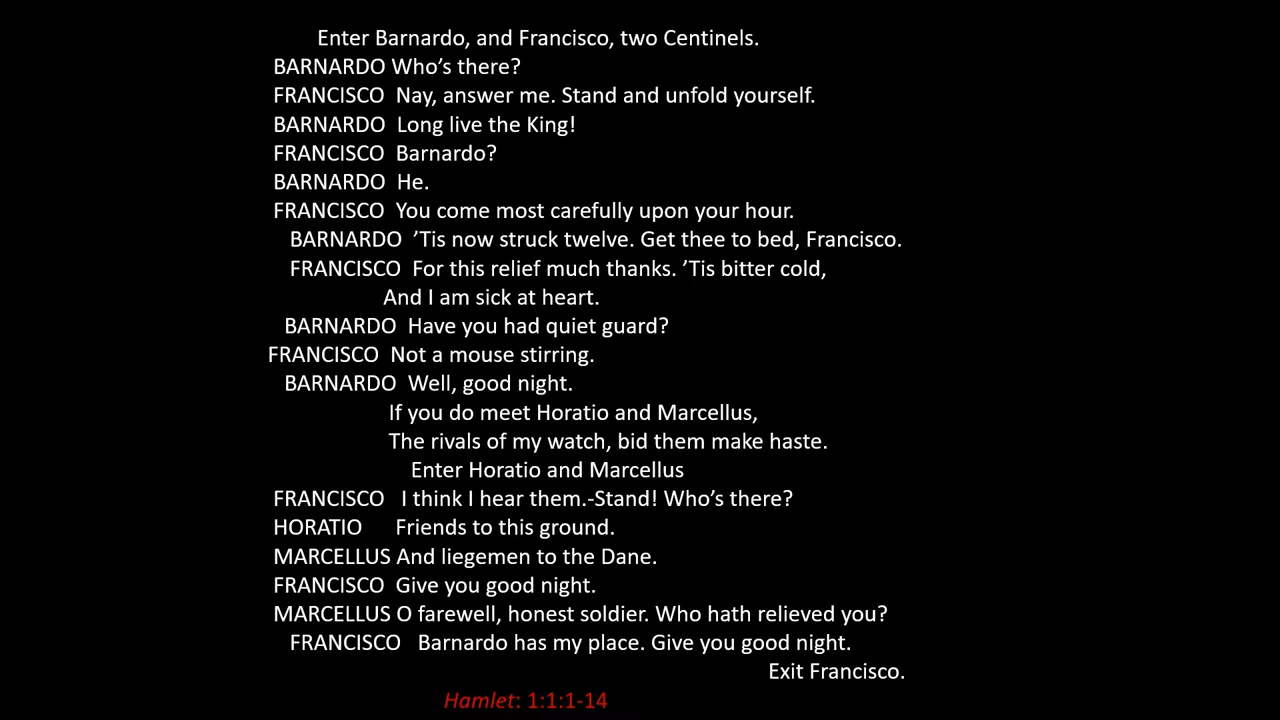 Enter Barnardo, and Francisco, two Centinels.
BARNARDO Who’s there?
FRANCISCO Nay, answer me. Stand and unfold yourself.
BARNARDO Long live the King!
FRANCISCO Barnardo?
BARNARDO He.
FRANCISCO You come most carefully upon your hour.
BARNARDO ’Tis now struck twelve. Get thee to bed, Francisco.
FRANCISCO For this relief much thanks. ’Tis bitter cold,
And I am sick at heart.
BARNARDO Have you had quiet guard?
FRANCISCO Not a mouse stirring.
BARNARDO Well, good night.
If you do meet Horatio and Marcellus,
The rivals of my watch, bid them make haste.
Enter Horatio and Marcellus
FRANCISCO I think I hear them.-Stand! Who’s there?
HORATIO Friends to this ground.
MARCELLUS And liegemen to the Dane.
FRANCISCO Give you good night.
MARCELLUS O farewell, honest soldier. Who hath relieved you?
FRANCISCO Barnardo has my place. Give you good night.
Exit Francisco.
Hamlet: 1:1:1-14